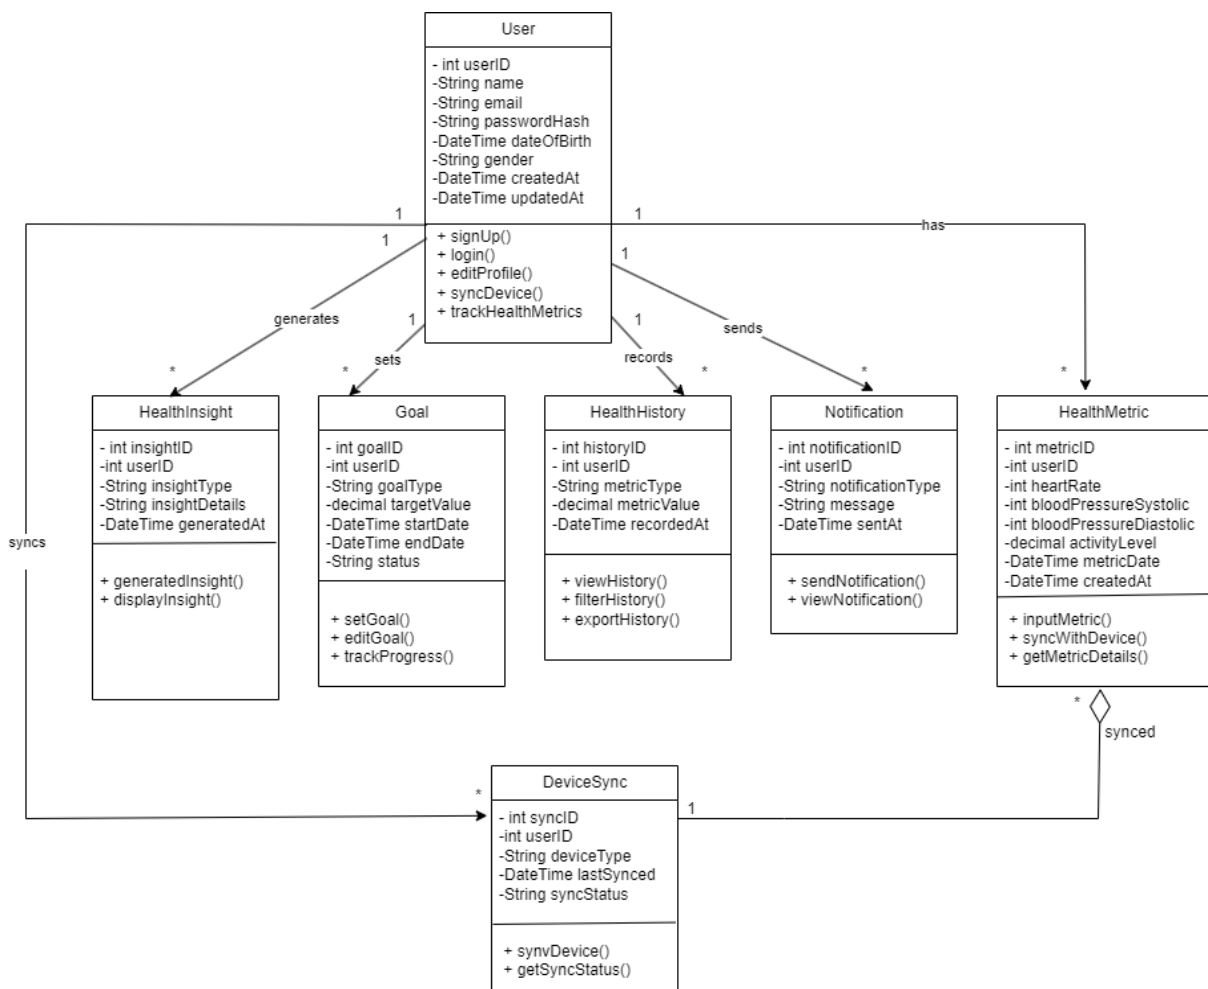 User
- int userID
-String name
-String email
-String passwordHash
-DateTime dateOfBirth
-String gender
-DateTime createdAt
-DateTime updatedAt
+ signUp()
+ login()
+ editProfile()
+ syncDevice()
+ trackHealthMetrics
1
1
1
1
1
1
has
generates
sets
records
sends
syncs
*
*
*
*
*
HealthInsight
- int insightID
-int userID
-String insightType
-String insightDetails
-DateTime generatedAt
+ generatedInsight()
+ displayInsight()
Goal
- int goalID
-int userID
-String goalType
-decimal targetValue
-DateTime startDate
-DateTime endDate
-String status
+ setGoal()
+ editGoal()
+ trackProgress()
HealthHistory
- int historyID
- int userID
-String metricType
-decimal metricValue
-DateTime recordedAt
+ viewHistory()
+ filterHistory()
+ exportHistory()
Notification
- int notificationID
-int userID
-String notificationType
-String message
-DateTime sentAt
+ sendNotification()
+ viewNotification()
HealthMetric
- int metricID
-int userID
-int heartRate
-int bloodPressureSystolic
-int bloodPressureDiastolic
-decimal activityLevel
-DateTime metricDate
-DateTime createdAt
+ inputMetric()
+ syncWithDevice()
+ getMetricDetails()
*
synced
*
1
DeviceSync
- int syncID
-int userID
-String deviceType
-DateTime lastSynced
-String syncStatus
+ synvDevice()
+ getSyncStatus()